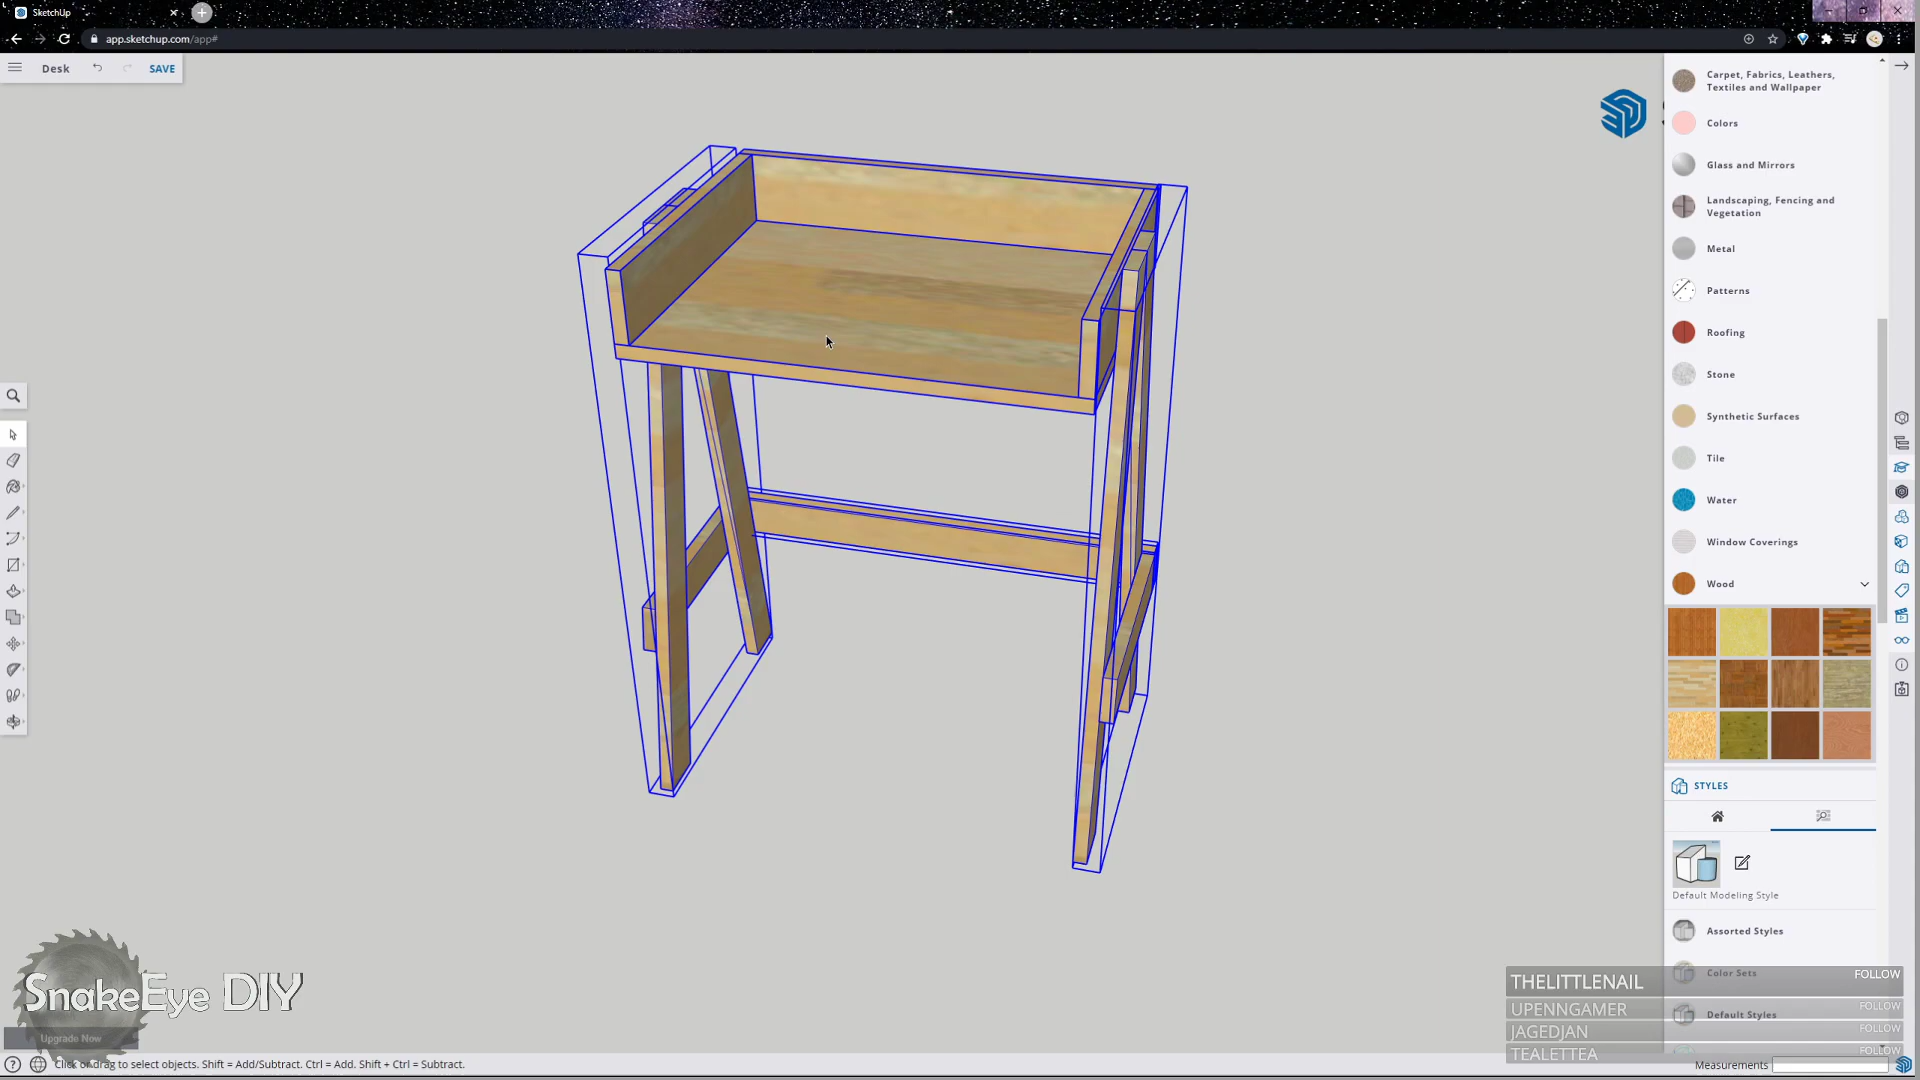 SketchUp
app.sketchup.com/app#
Desk
SAVE
Carpet, Fabrics, Leathers,
Textiles and Wallpaper
Colors
Glass and Mirrors
Landscaping, Fencing and
Vegetation
Metal
Patterns
Roofing
Stone
Synthetic Surfaces
Tile
Water
Window Coverings
Wood
STYLES
Default Modeling Style
Assorted Styles
Color Sets
Default Styles
THELITTLENAIL FOLLOW
UPENNGAMER FOLLOW
JAGEDJAN FOLLOW
TEALETTEA FOLLOW
SnakeEye DIY
Upgrade Now
Click or drag to select objects. Shift = Add/Subtract. Ctrl = Add. Shift + Ctrl = Subtract.
Measurements